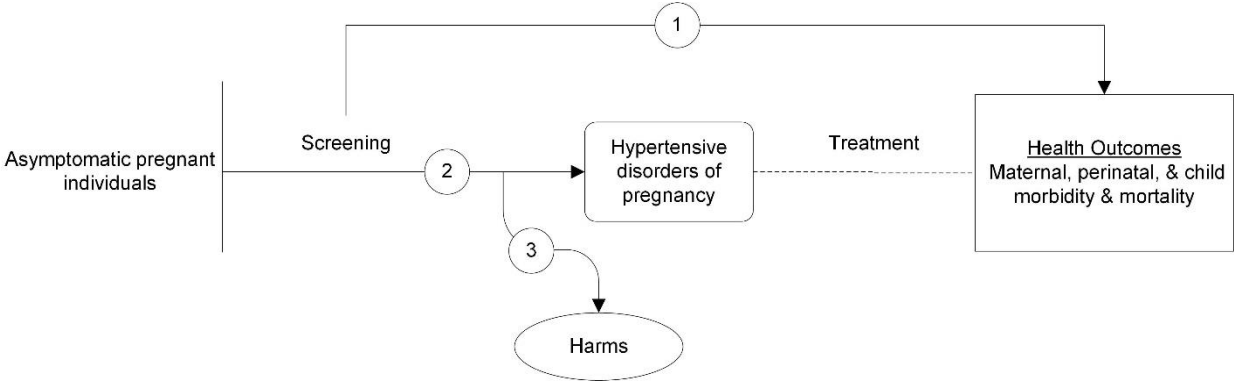 1
Asymptomatic pregnant
individuals
Screening
2
Hypertensive
disorders of
pregnancy
Treatment
Health Outcomes
Maternal, perinatal, & child
morbidity & mortality
3
Harms